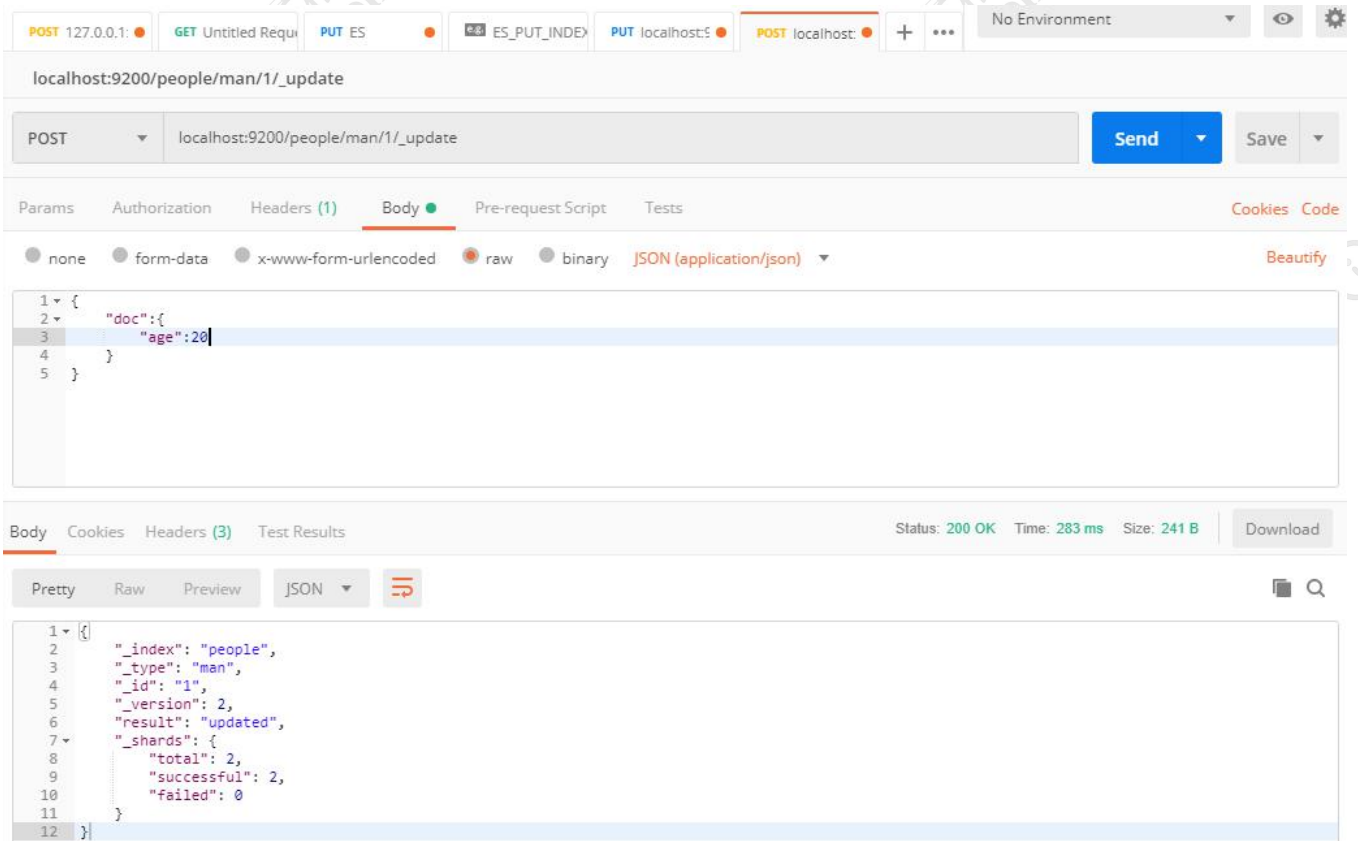 POST 127.0.0.1: GET Untitled Requ PUT ES e.g. ES_PUT_INDEX PUT localhost:9 POST localhost: + ••• No Environment
localhost:9200/people/man/1/_update
POST localhost:9200/people/man/1/_update Send Save
Params Authorization Headers (1) Body Pre-request Script Tests Cookies Code
none form-data x-www-form-urlencoded raw binary JSON (application/json) Beautify
1 {
2 "doc":{
3 "age":20
4 }
5 }
Body Cookies Headers (3) Test Results Status: 200 OK Time: 283 ms Size: 241 B Download
Pretty Raw Preview JSON
1 {
2 "_index": "people",
3 "_type": "man",
4 "_id": "1",
5 "_version": 2,
6 "result": "updated",
7 "_shards": {
8 "total": 2,
9 "successful": 2,
10 "failed": 0
11 }
12 }